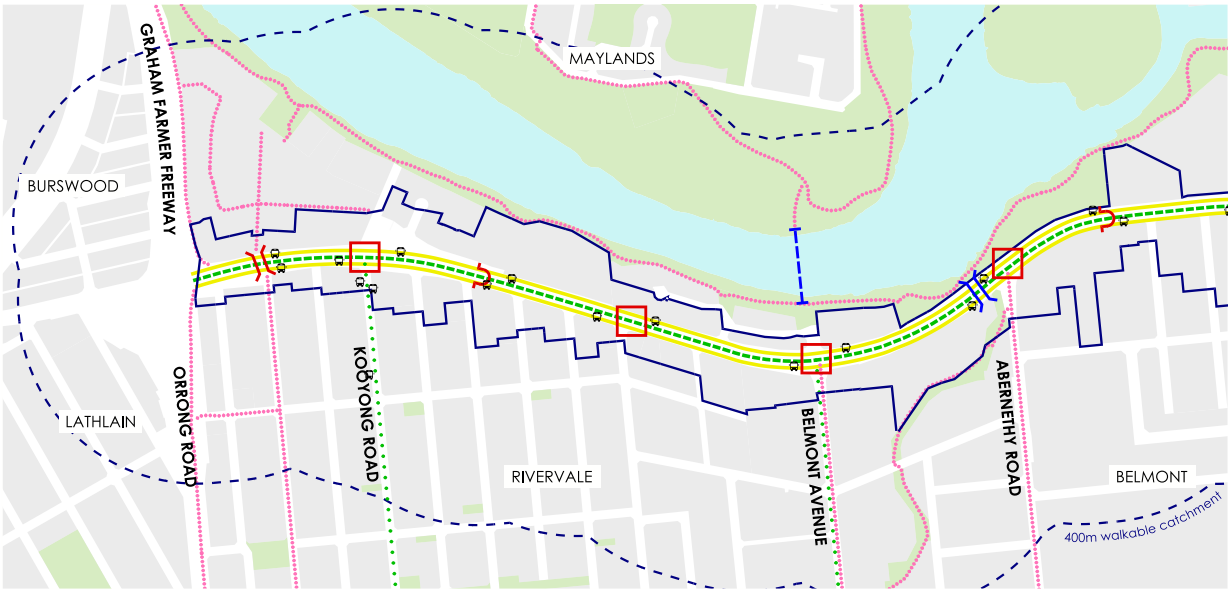 GRAHAM FARMER FREEWAY
MAYLANDS
BURSWOOD
ORRONG ROAD
KOOYONG ROAD
LATHLAIN
RIVERVALE
BELMONT AVENUE
ABERNETHY ROAD
BELMONT
400m walkable catchment